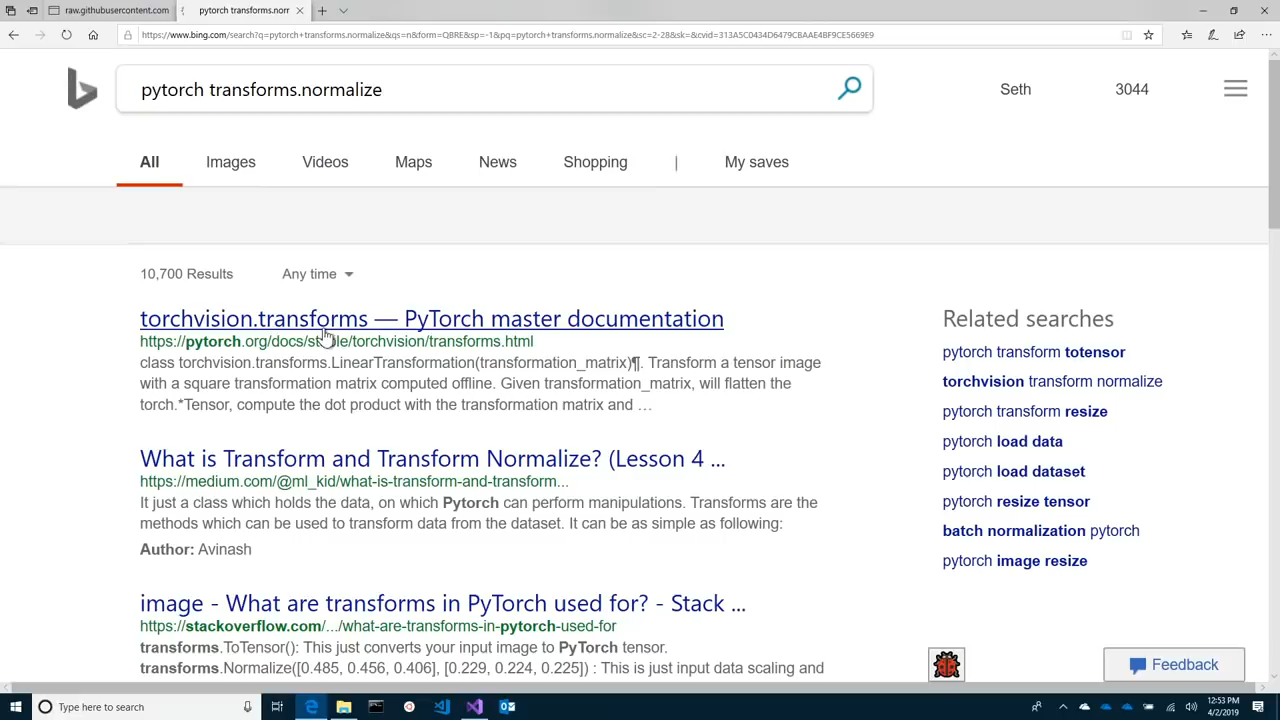 raw.githubusercontent.com
pytorch transforms.norr
https://www.bing.com/search?q=pytorch+transforms.normalize&qs=n&form=QBRE&sp=-1&pq=pytorch+transforms.normalize&sc=2-28&sk=&cvid=313A5C0434D6479CBAAE4BF9CE5669E9
pytorch transforms.normalize
Seth
3044
All
Images
Videos
Maps
News
Shopping
|
My saves
10,700 Results
Any time
torchvision.transforms — PyTorch master documentation
https://pytorch.org/docs/stable/torchvision/transforms.html
class torchvision.transforms.LinearTransformation(transformation_matrix)¶. Transform a tensor image
with a square transformation matrix computed offline. Given transformation_matrix, will flatten the
torch.*Tensor, compute the dot product with the transformation matrix and …
What is Transform and Transform Normalize? (Lesson 4 ...
https://medium.com/@ml_kid/what-is-transform-and-transform...
It just a class which holds the data, on which Pytorch can perform manipulations. Transforms are the
methods which can be used to transform data from the dataset. It can be as simple as following:
Author: Avinash
image - What are transforms in PyTorch used for? - Stack ...
https://stackoverflow.com/.../what-are-transforms-in-pytorch-used-for
transforms.ToTensor(): This just converts your input image to PyTorch tensor.
transforms.Normalize([0.485, 0.456, 0.406], [0.229, 0.224, 0.225]) : This is just input data scaling and
Related searches
pytorch transform totensor
torchvision transform normalize
pytorch transform resize
pytorch load data
pytorch load dataset
pytorch resize tensor
batch normalization pytorch
pytorch image resize
Feedback
Type here to search
12:53 PM
4/2/2019